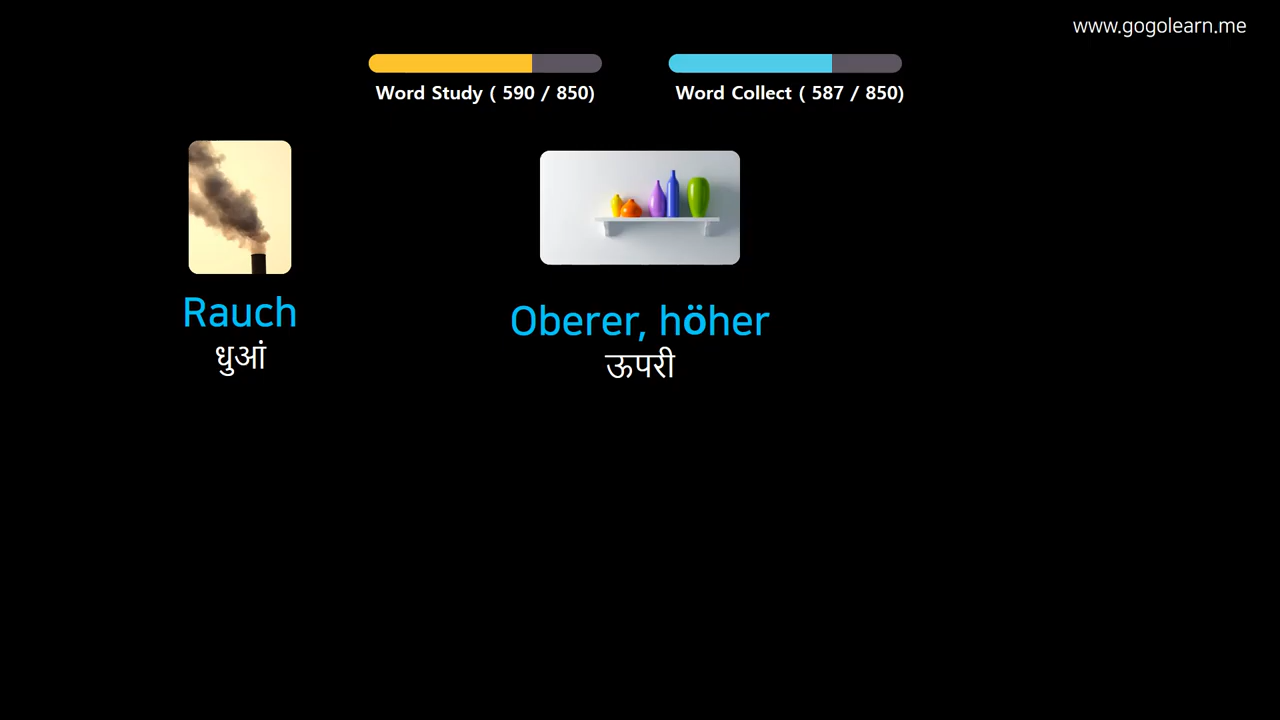 www.gogolearn.me
Word Study ( 590 / 850)
Word Collect ( 587 / 850)
Rauch
धुआं
Oberer, höher
ऊपरी